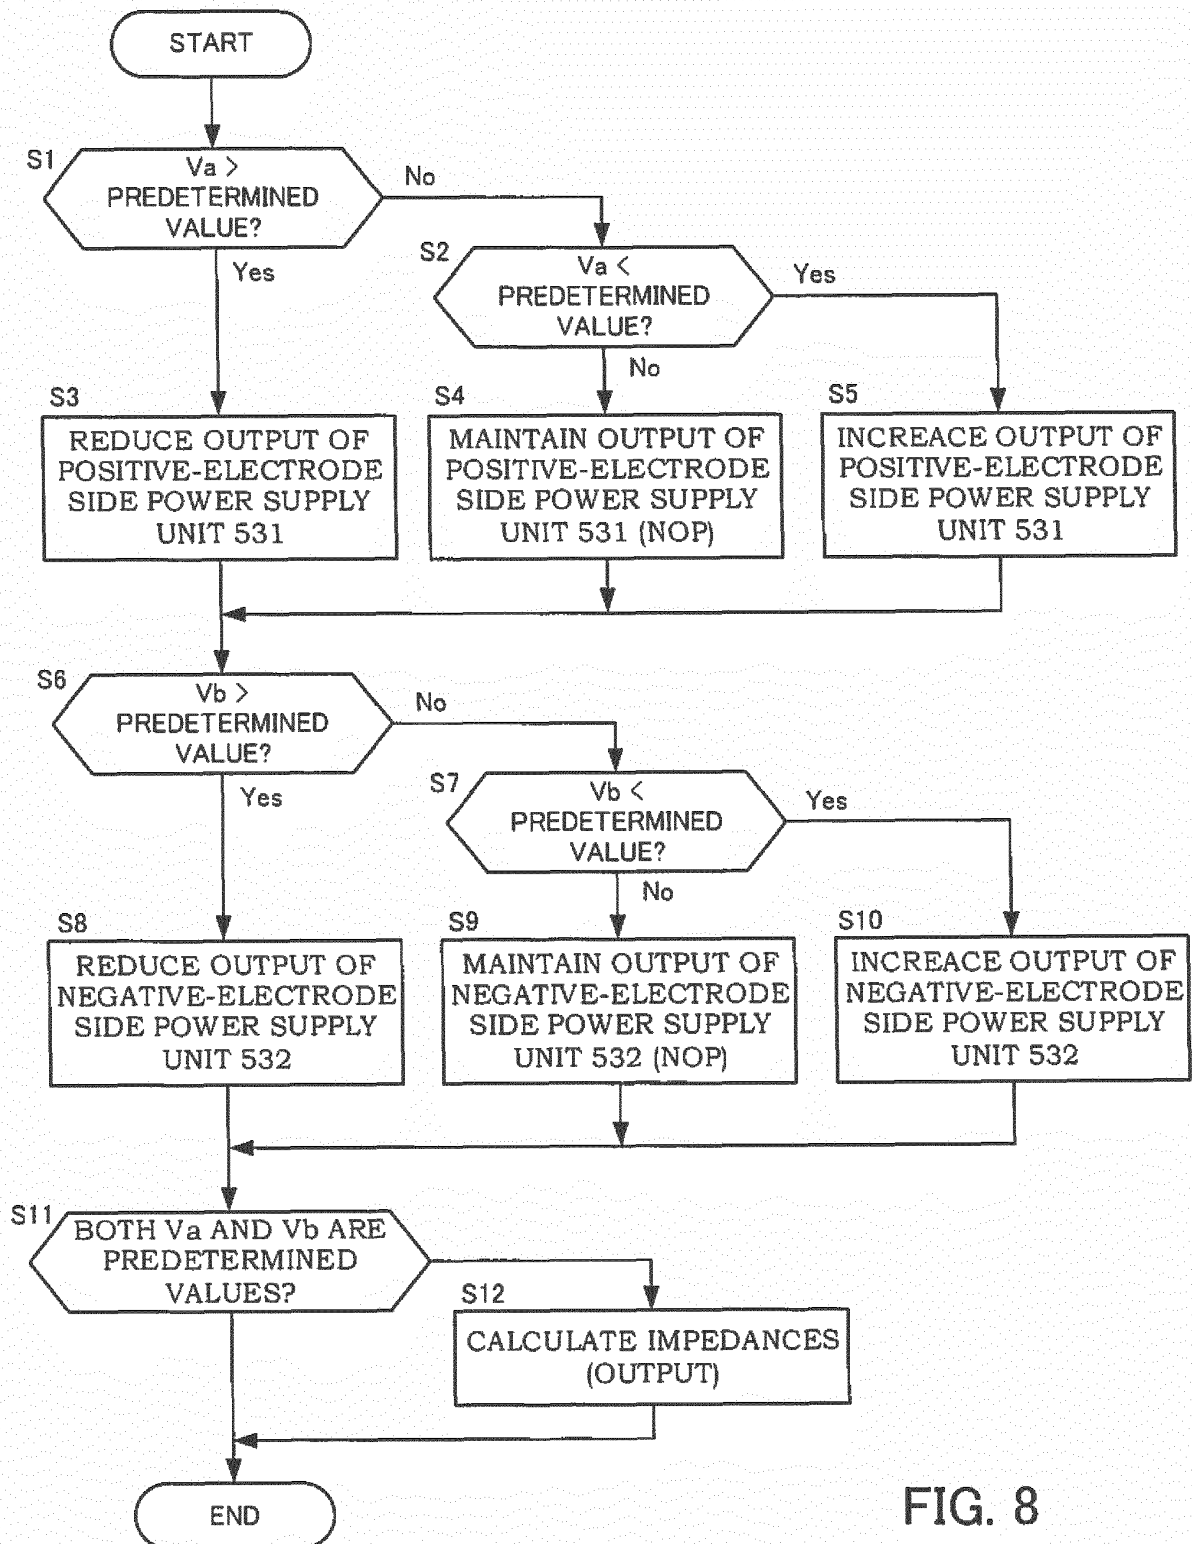 START
S1
Va >
PREDETERMINED
VALUE?
No
Yes
S2
Va <
PREDETERMINED
VALUE?
Yes
No
S3
REDUCE OUTPUT OF
POSITIVE-ELECTRODE
SIDE POWER SUPPLY
UNIT 531
S4
MAINTAIN OUTPUT OF
POSITIVE-ELECTRODE
SIDE POWER SUPPLY
UNIT 531 (NOP)
S5
INCREACE OUTPUT OF
POSITIVE-ELECTRODE
SIDE POWER SUPPLY
UNIT 531
S6
Vb >
PREDETERMINED
VALUE?
No
Yes
S7
Vb <
PREDETERMINED
VALUE?
Yes
No
S8
REDUCE OUTPUT OF
NEGATIVE-ELECTRODE
SIDE POWER SUPPLY
UNIT 532
S9
MAINTAIN OUTPUT OF
NEGATIVE-ELECTRODE
SIDE POWER SUPPLY
UNIT 532 (NOP)
S10
INCREACE OUTPUT OF
NEGATIVE-ELECTRODE
SIDE POWER SUPPLY
UNIT 532
S11
BOTH Va AND Vb ARE
PREDETERMINED
VALUES?
S12
CALCULATE IMPEDANCES
(OUTPUT)
END
FIG. 8